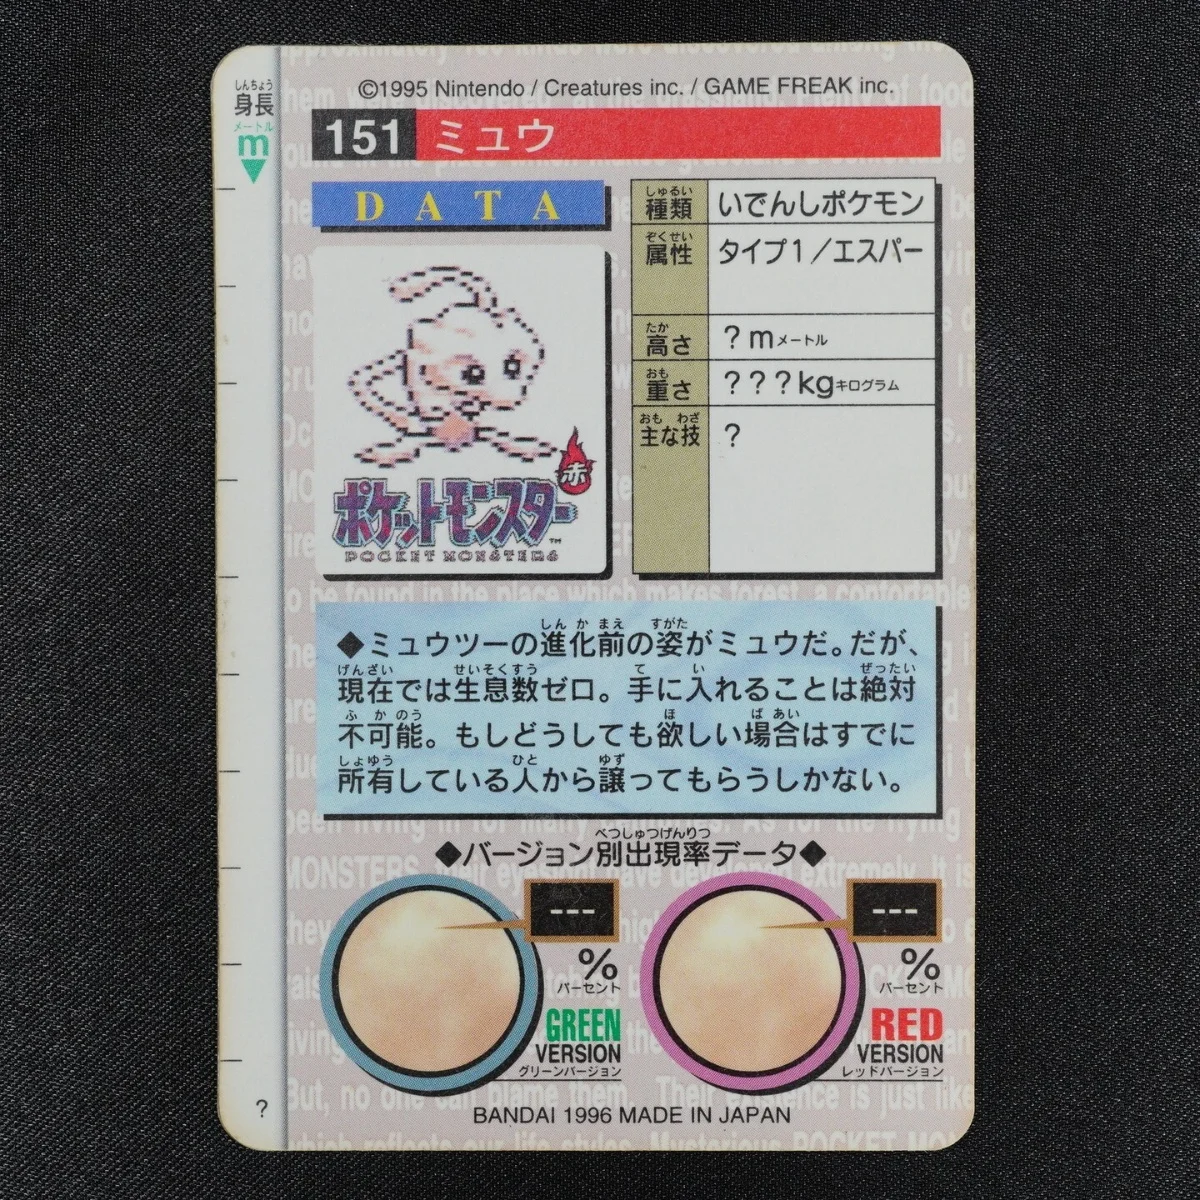 しんちょう
身長
メートル
m
©1995 Nintendo / Creatures inc. / GAME FREAK inc.
151 ミュウ
DATA
しゅるい
種類 いでんしポケモン
ぞくせい
属性 タイプ1／エスパー
たか
高さ ？mメートル
おも
重さ ？？？kgキログラム
おも わざ
主な技 ？
赤
ポケットモンスター
™
POCKET MONSTERS
しん か まえ すがた
◆ミュウツーの進化前の姿がミュウだ。だが、
げんざい せいそくすう て い ぜったい
現在では生息数ゼロ。手に入れることは絶対
ふ か のう ほ ば あい
不可能。もしどうしても欲しい場合はすでに
しょゆう ひと ゆず
所有している人から譲ってもらうしかない。
べつしゅつげんりつ
◆バージョン別出現率データ◆
--- ---
% %
パーセント パーセント
GREEN RED
VERSION VERSION
グリーンバージョン レッドバージョン
?
BANDAI 1996 MADE IN JAPAN